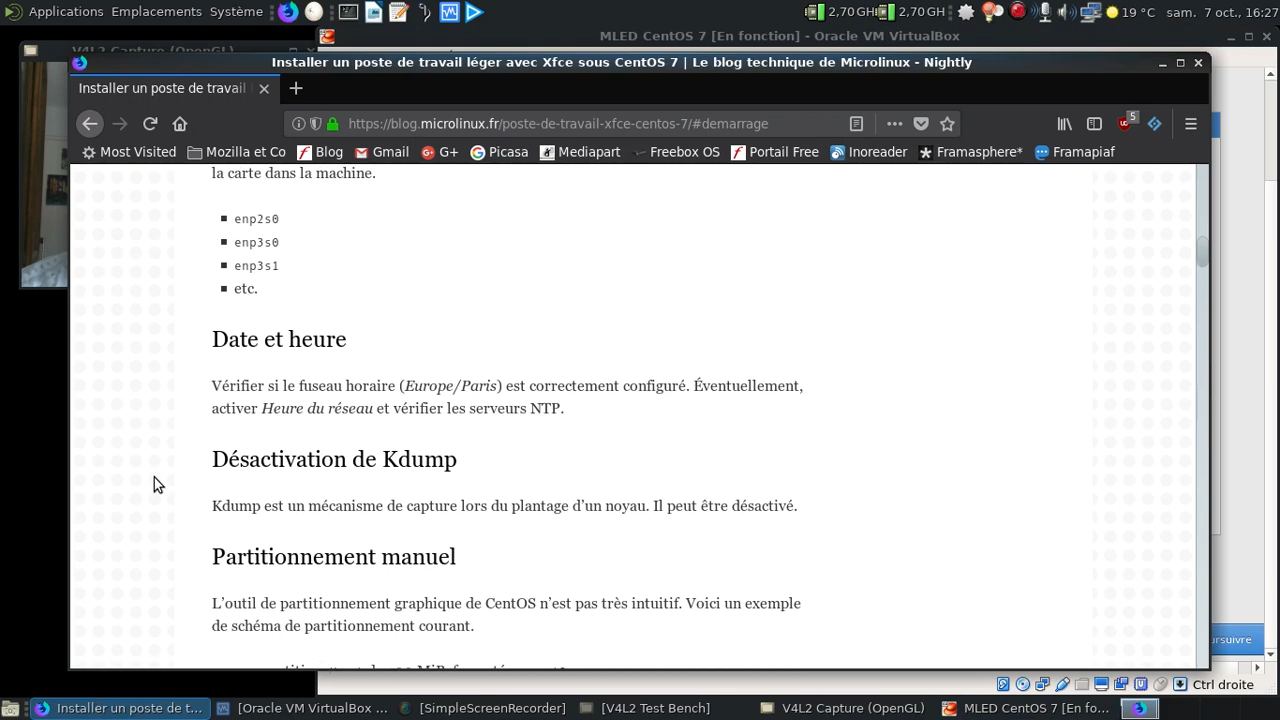 Applications Emplacements Système 2,70 GH 2,70 GH 19 °C sam. 7 oct., 16:27
MLED CentOS 7 [En fonction] - Oracle VM VirtualBox
V4L2 Capture (OpenGL)
Installer un poste de travail léger avec Xfce sous CentOS 7 | Le blog technique de Microlinux - Nightly
Installer un poste de travail
https://blog.microlinux.fr/poste-de-travail-xfce-centos-7/#demarrage
5
Most Visited Mozilla et Co Blog Gmail G+ Picasa Mediapart Freebox OS Portail Free Inoreader Framasphere* Framapiaf
la carte dans la machine.
enp2s0
enp3s0
enp3s1
etc.
Date et heure
Vérifier si le fuseau horaire (Europe/Paris) est correctement configuré. Éventuellement,
activer Heure du réseau et vérifier les serveurs NTP.
Désactivation de Kdump
Kdump est un mécanisme de capture lors du plantage d’un noyau. Il peut être désactivé.
Partitionnement manuel
L’outil de partitionnement graphique de CentOS n’est pas très intuitif. Voici un exemple
de schéma de partitionnement courant.
ursuivre
Ctrl droite
Installer un poste de t... [Oracle VM VirtualBox ... [SimpleScreenRecorder] [V4L2 Test Bench] V4L2 Capture (OpenGL) MLED CentOS 7 [En fo...